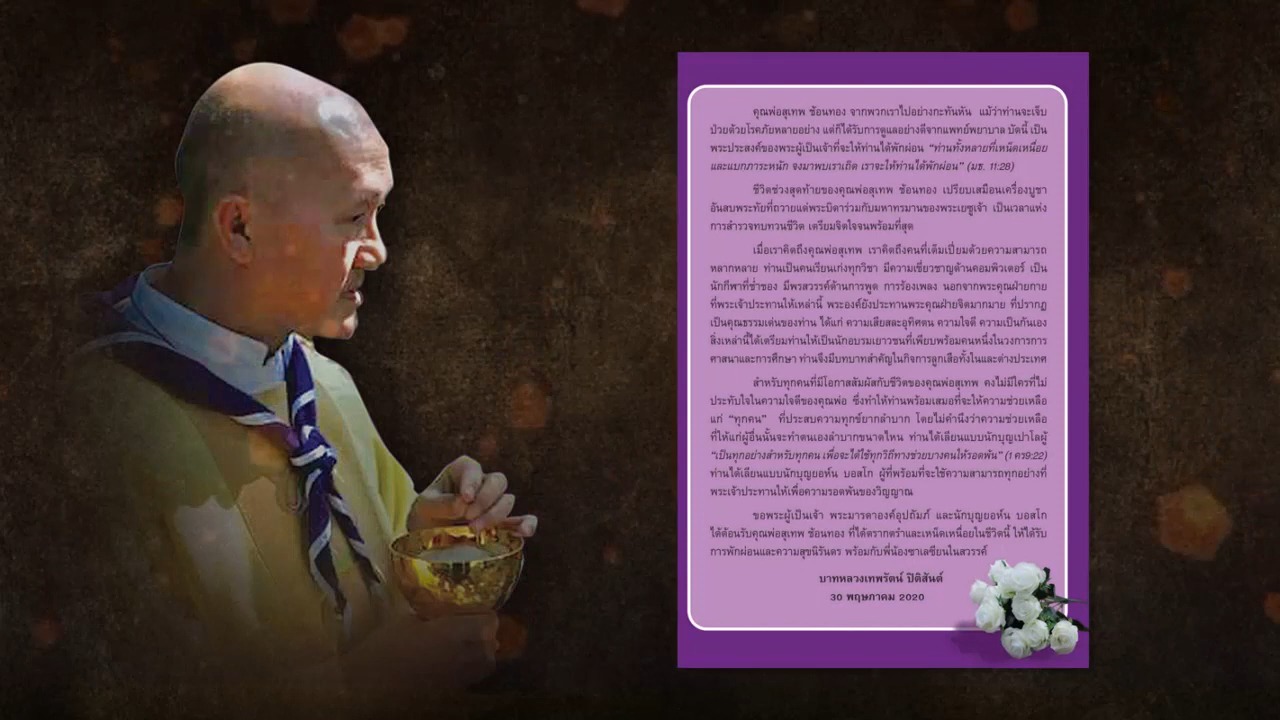 คุณพ่อสุเทพ ช้อนทอง จากพวกเราไปอย่างกะทันหัน แม้ว่าท่านจะเจ็บ
ป่วยด้วยโรคภัยหลายอย่าง แต่ก็ได้รับการดูแลอย่างดีจากแพทย์พยาบาล บัดนี้ เป็น
พระประสงค์ของพระผู้เป็นเจ้าที่จะให้ท่านได้พักผ่อน “ท่านทั้งหลายที่เหน็ดเหนื่อย
และแบกภาระหนัก จงมาพบเราเถิด เราจะให้ท่านได้พักผ่อน” (มธ. 11:28)
ชีวิตช่วงสุดท้ายของคุณพ่อสุเทพ ช้อนทอง เปรียบเสมือนเครื่องบูชา
อันสบพระทัยที่ถวายแด่พระบิดาร่วมกับมหาทรมานของพระเยซูเจ้า เป็นเวลาแห่ง
การสำรวจทบทวนชีวิต เตรียมจิตใจจนพร้อมที่สุด
เมื่อเราคิดถึงคุณพ่อสุเทพ เราคิดถึงคนที่เต็มเปี่ยมด้วยความสามารถ
หลากหลาย ท่านเป็นคนเรียนเก่งทุกวิชา มีความเชี่ยวชาญด้านคอมพิวเตอร์ เป็น
นักกีฬาที่ช่ำของ มีพรสวรรค์ด้านการพูด การร้องเพลง นอกจากพระคุณฝ่ายกาย
ที่พระเจ้าประทานให้เหล่านี้ พระองค์ยังประทานพระคุณฝ่ายจิตมากมาย ที่ปรากฏ
เป็นคุณธรรมเด่นของท่าน ได้แก่ ความเสียสละอุทิศตน ความใจดี ความเป็นกันเอง
สิ่งเหล่านี้ได้เตรียมท่านให้เป็นนักอบรมเยาวชนที่เพียบพร้อมคนหนึ่งในวงการการ
ศาสนาและการศึกษา ท่านจึงมีบทบาทสำคัญในกิจการลูกเสือทั้งในและต่างประเทศ
สำหรับทุกคนที่มีโอกาสสัมผัสกับชีวิตของคุณพ่อสุเทพ คงไม่มีใครที่ไม่
ประทับใจในความใจดีของคุณพ่อ ซึ่งทำให้ท่านพร้อมเสมอที่จะให้ความช่วยเหลือ
แก่ “ทุกคน” ที่ประสบความทุกข์ยากลำบาก โดยไม่คำนึงว่าความช่วยเหลือ
ที่ให้แก่ผู้อื่นนั้นจะทำตนเองลำบากขนาดไหน ท่านได้เลียนแบบนักบุญเปาโลผู้
“เป็นทุกอย่างสำหรับทุกคน เพื่อจะได้ใช้ทุกวิถีทางช่วยบางคนให้รอดพ้น” (1 คร9:22)
ท่านได้เลียนแบบนักบุญยอห์น บอสโก ผู้ที่พร้อมที่จะใช้ความสามารถทุกอย่างที่
พระเจ้าประทานให้เพื่อความรอดพ้นของวิญญาณ
ขอพระผู้เป็นเจ้า พระมารดาองค์อุปถัมภ์ และนักบุญยอห์น บอสโก
ได้ต้อนรับคุณพ่อสุเทพ ช้อนทอง ที่ได้ตรากตรำและเหน็ดเหนื่อยในชีวิตนี้ ให้ได้รับ
การพักผ่อนและความสุขนิรันดร พร้อมกับพี่น้องซาเลเซียนในสวรรค์
บาทหลวงเทพรัตน์ ปิติสันต์
30 พฤษภาคม 2020